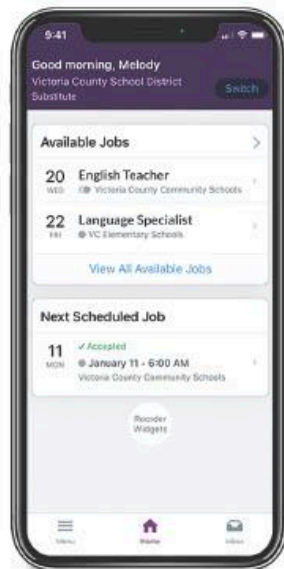 9:41
Good morning, Melody
Victoria County School District
Substitute
Switch
Available Jobs
20
WED
English Teacher
Victoria County Community Schools
22
FRI
Language Specialist
VC Elementary Schools
View All Available Jobs
Next Scheduled Job
11
MON
Accepted
January 11 - 6:00 AM
Victoria County Community Schools
Reorder
Widgets
Menu
Home
Inbox